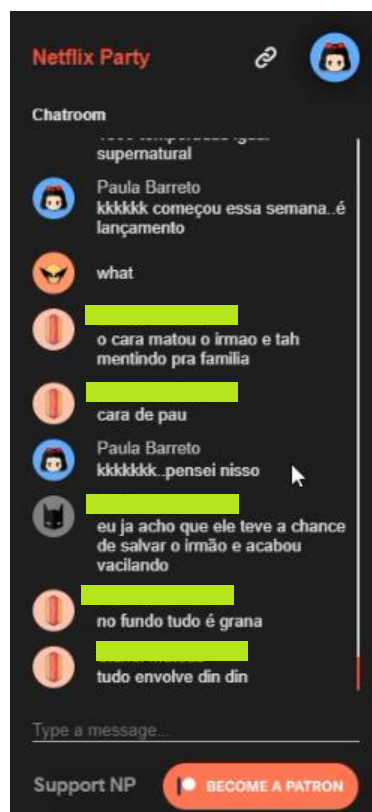 Netflix Party
Chatroom
supernatural
Paula Barreto
kkkkkk começou essa semana..é
lançamento
what
o cara matou o irmao e tah
mentindo pra familia
cara de pau
Paula Barreto
kkkkkkk..pensei nisso
eu ja acho que ele teve a chance
de salvar o irmão e acabou
vacilando
no fundo tudo é grana
tudo envolve din din
Type a message...
Support NP
BECOME A PATRON